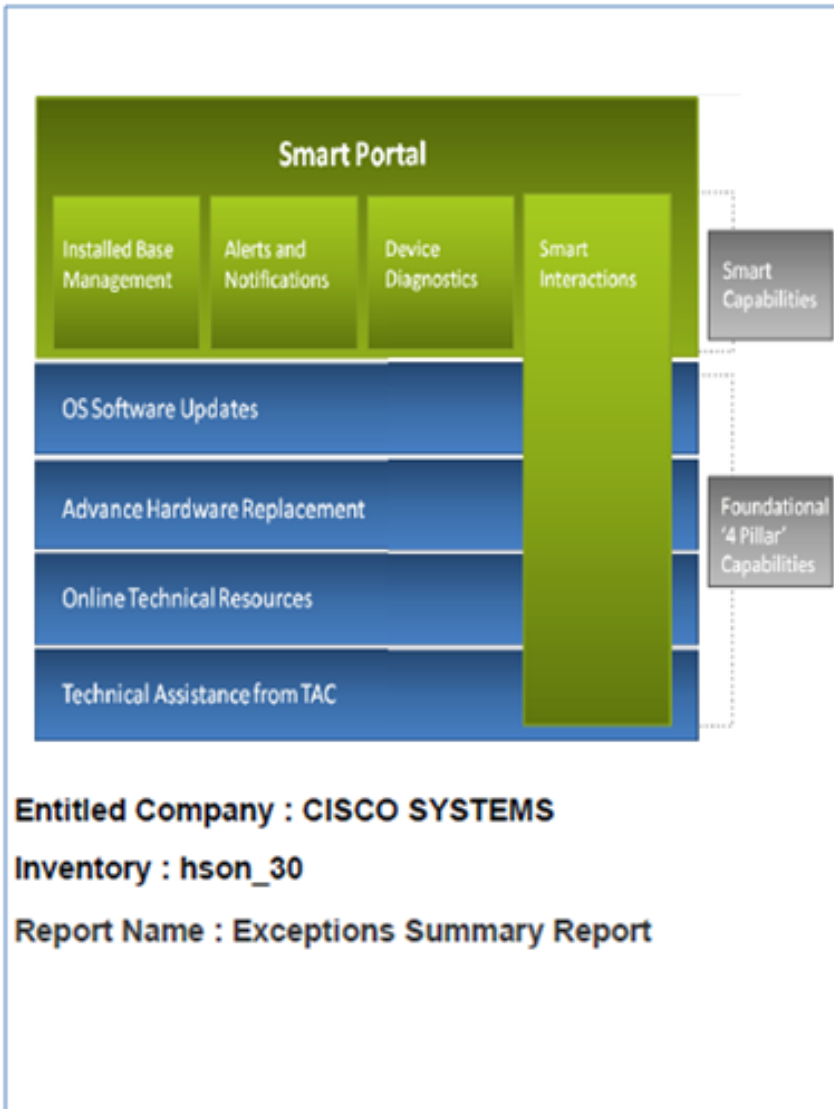 Smart Portal
Installed Base
Management
Alerts and
Notifications
Device
Diagnostics
Smart
Interactions
Smart
Capabilities
OS Software Updates
Advance Hardware Replacement
Online Technical Resources
Technical Assistance from TAC
Foundational
'4 Pillar'
Capabilities
Entitled Company : CISCO SYSTEMS
Inventory : hson_30
Report Name : Exceptions Summary Report